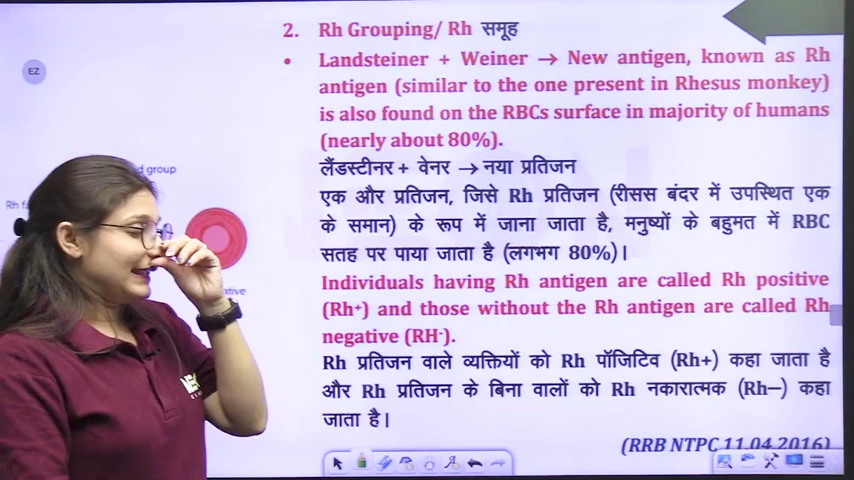 2. Rh Grouping/ Rh समूह
• Landsteiner + Weiner → New antigen, known as Rh
antigen (similar to the one present in Rhesus monkey)
is also found on the RBCs surface in majority of humans
(nearly about 80%).
लैंडस्टीनर + वेनर → नया प्रतिजन
एक और प्रतिजन, जिसे Rh प्रतिजन (रीसस बंदर में उपस्थित एक
के समान) के रूप में जाना जाता है, मनुष्यों के बहुमत में RBC
सतह पर पाया जाता है (लगभग 80%)।
Individuals having Rh antigen are called Rh positive
(Rh⁺) and those without the Rh antigen are called Rh
negative (RH⁻).
Rh प्रतिजन वाले व्यक्तियों को Rh पॉजिटिव (Rh+) कहा जाता है
और Rh प्रतिजन के बिना वालों को Rh नकारात्मक (Rh–) कहा
जाता है।
(RRB NTPC 11.04.2016)
EZ
group
Rh